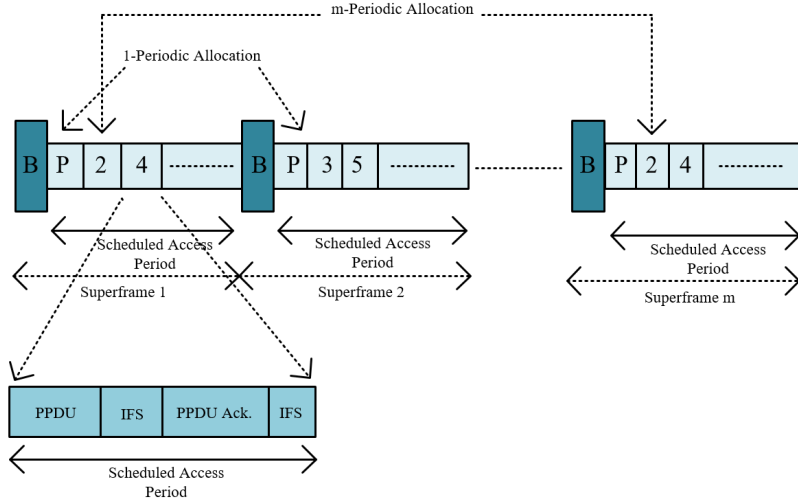 m-Periodic Allocation
1-Periodic Allocation
B P 2 4 B P 3 5 B P 2 4
Scheduled Access
Period
Scheduled Access
Period
Scheduled Access
Period
Superframe 1
Superframe 2
Superframe m
PPDU IFS PPDU Ack. IFS
Scheduled Access
Period